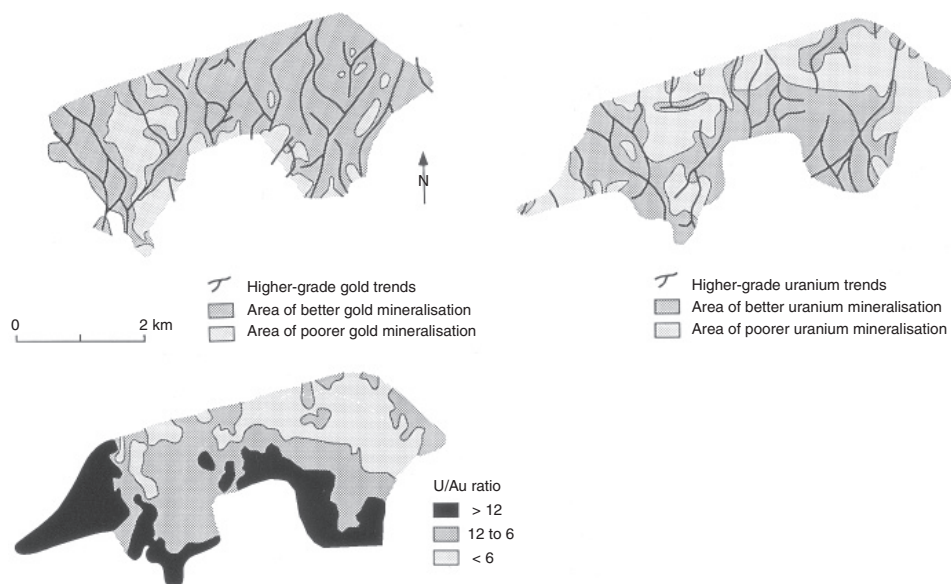 N
Higher-grade gold trends
Area of better gold mineralisation
Area of poorer gold mineralisation
0 2 km
Higher-grade uranium trends
Area of better uranium mineralisation
Area of poorer uranium mineralisation
U/Au ratio
> 12
12 to 6
< 6